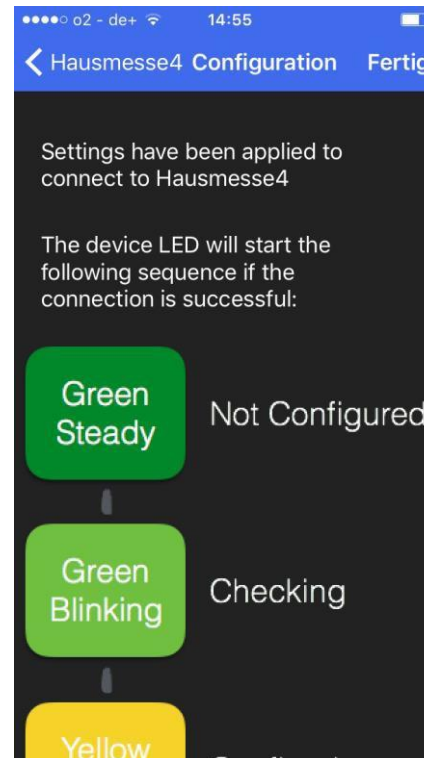 o2 - de+ 14:55
Hausmesse4 Configuration
Settings have been applied to
connect to Hausmesse4
The device LED will start the
following sequence if the
connection is successful:
Green
Steady
Not Configured
Green
Blinking
Checking
Yellow